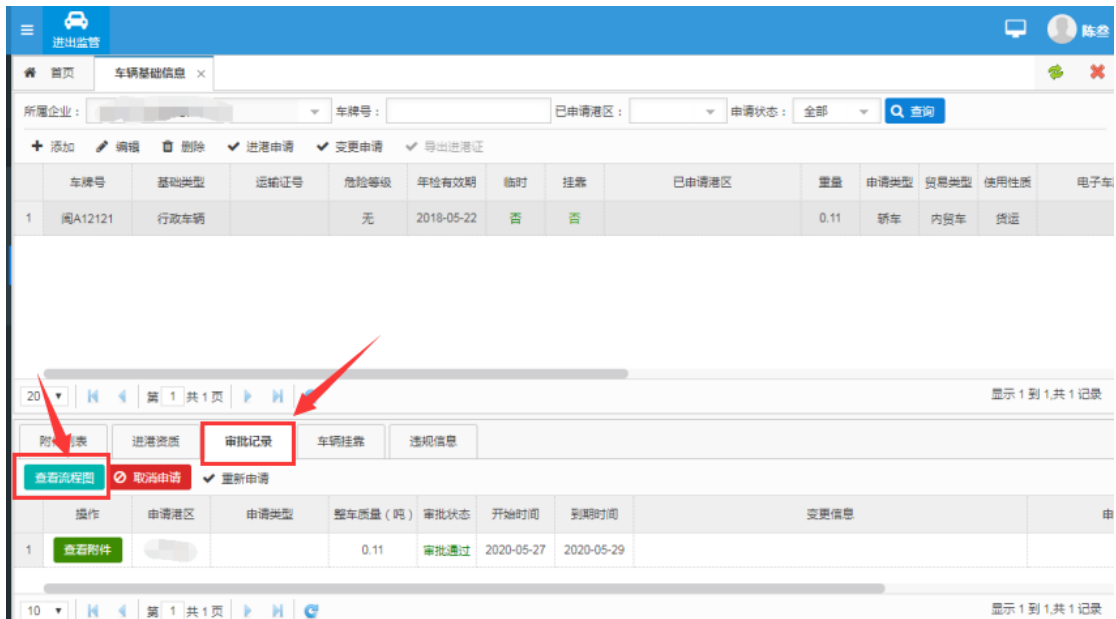 进出监管 陈叁
首页 车辆基础信息 ×
所属企业： 车牌号： 已申请港区： 申请状态： 全部 查询
添加 编辑 删除 进港申请 变更申请 导出进港证
车牌号 基础类型 运输证号 危险等级 年检有效期 临时 挂靠 已申请港区 重量 申请类型 贸易类型 使用性质 电子车
1 闽A12121 行政车辆 无 2018-05-22 否 否 0.11 轿车 内贸车 货运
20 第 1 共1页 显示1到1,共1记录
附件列表 进港资质 审批记录 车辆挂靠 违规信息
查看流程图 取消申请 重新申请
操作 申请港区 申请类型 整车质量（吨） 审批状态 开始时间 到期时间 变更信息 申
1 查看附件 0.11 审批通过 2020-05-27 2020-05-29
10 第 1 共1页 显示1到1,共1记录